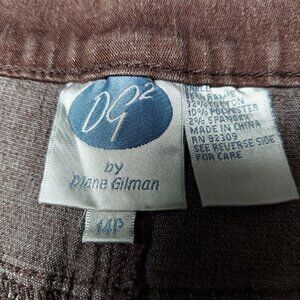 DG2
by
Diane Gilman
14P
32% COTTON
10% POLYESTER
2% SPANDEX
MADE IN CHINA
RN 92309
SEE REVERSE SIDE
FOR CARE